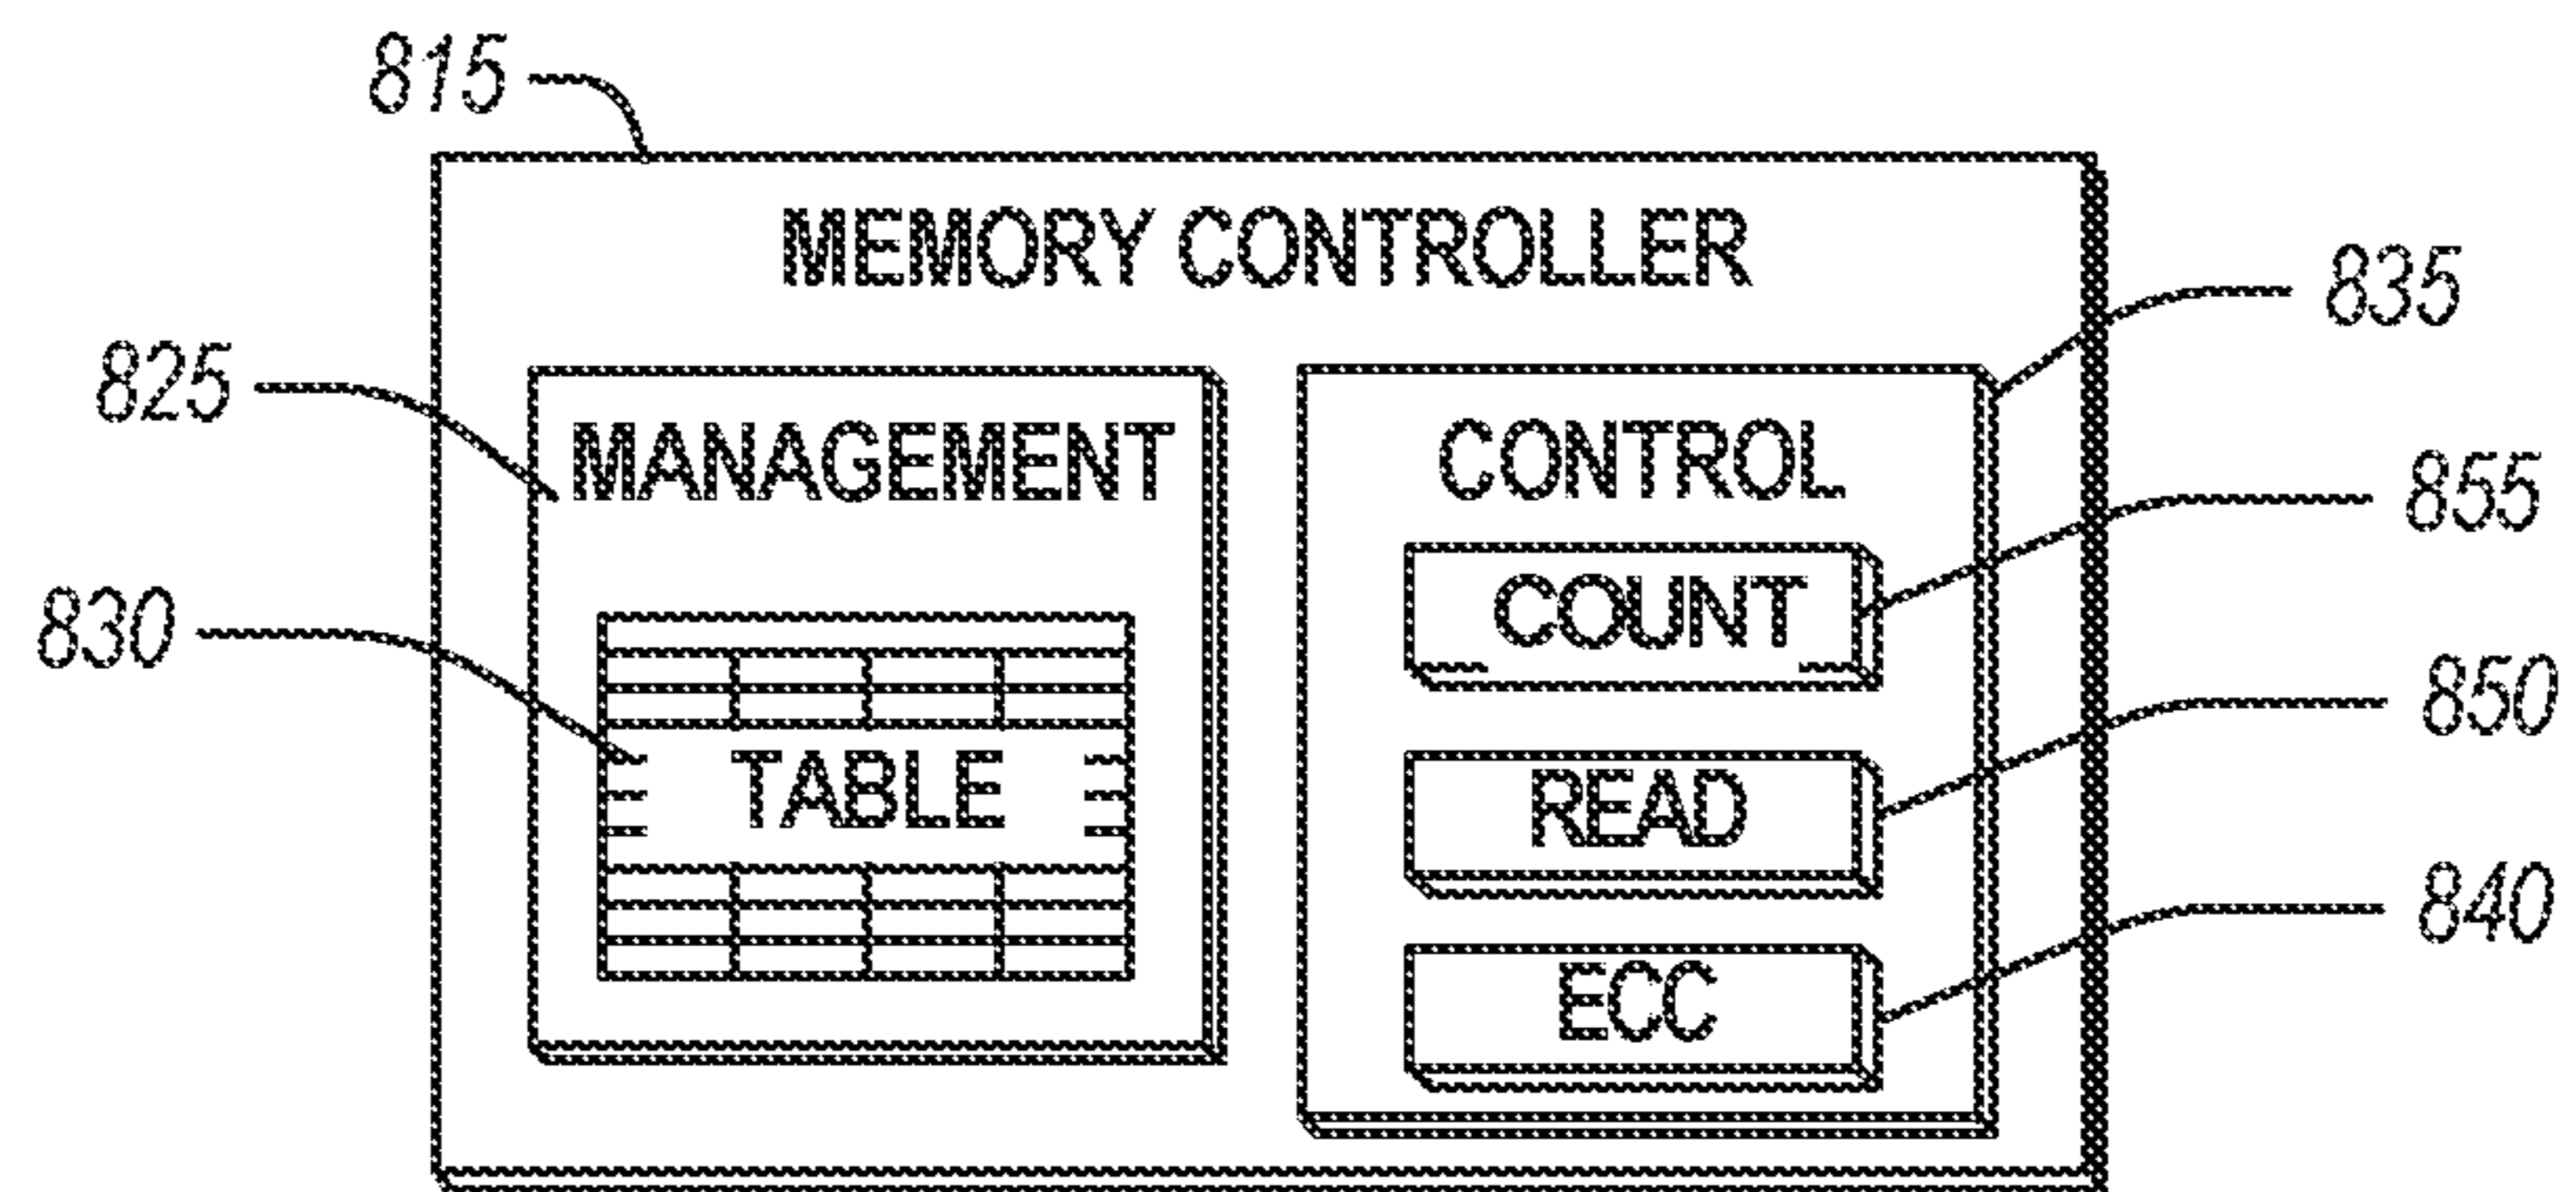 815
MEMORY CONTROLLER
835
825
MANAGEMENT
CONTROL
855
COUNT
830
TABLE
850
READ
840
ECC